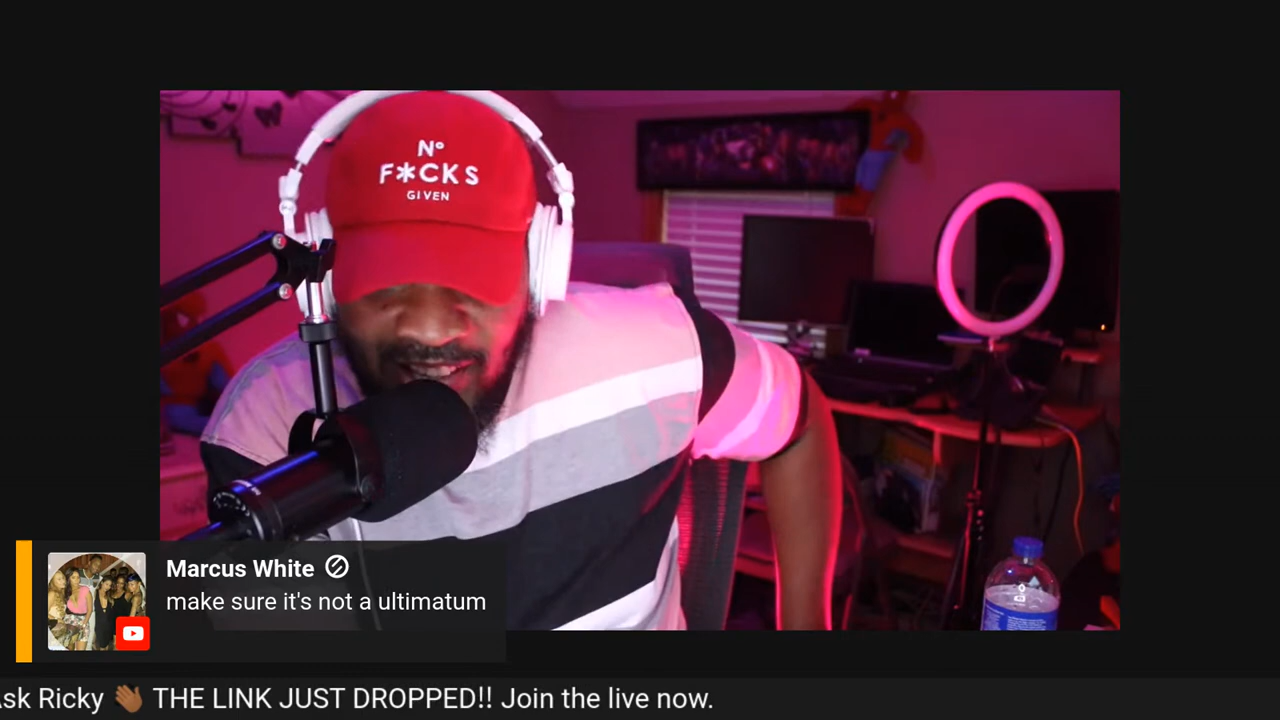 Nº
F*CKS
GIVEN
Marcus White
make sure it's not a ultimatum
sk Ricky 👋🏾 THE LINK JUST DROPPED!! Join the live now.